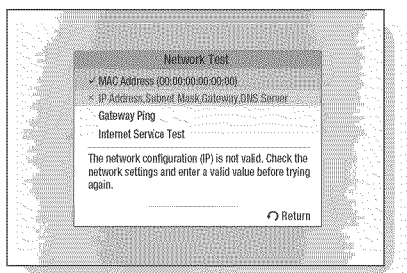 Network Test
✓ MAC Address (00:00:00:00:00:00)
× IP Address,Subnet Mask,Gateway,DNS Server
Gateway Ping
Internet Service Test
The network configuration (IP) is not valid. Check the
network settings and enter a valid value before trying
again.
↶ Return